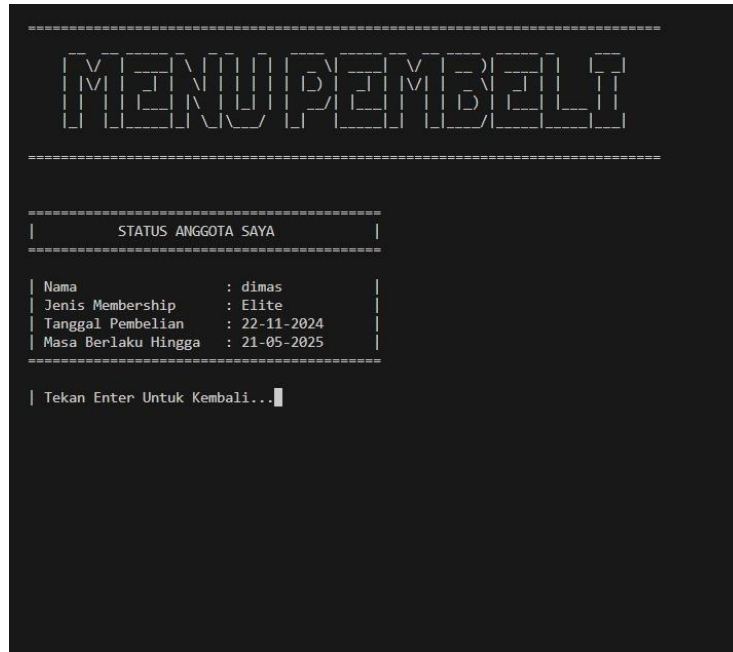 MENU PEMBELI
STATUS ANGGOTA SAYA
Nama : dimas
Jenis Membership : Elite
Tanggal Pembelian : 22-11-2024
Masa Berlaku Hingga : 21-05-2025
Tekan Enter Untuk Kembali...